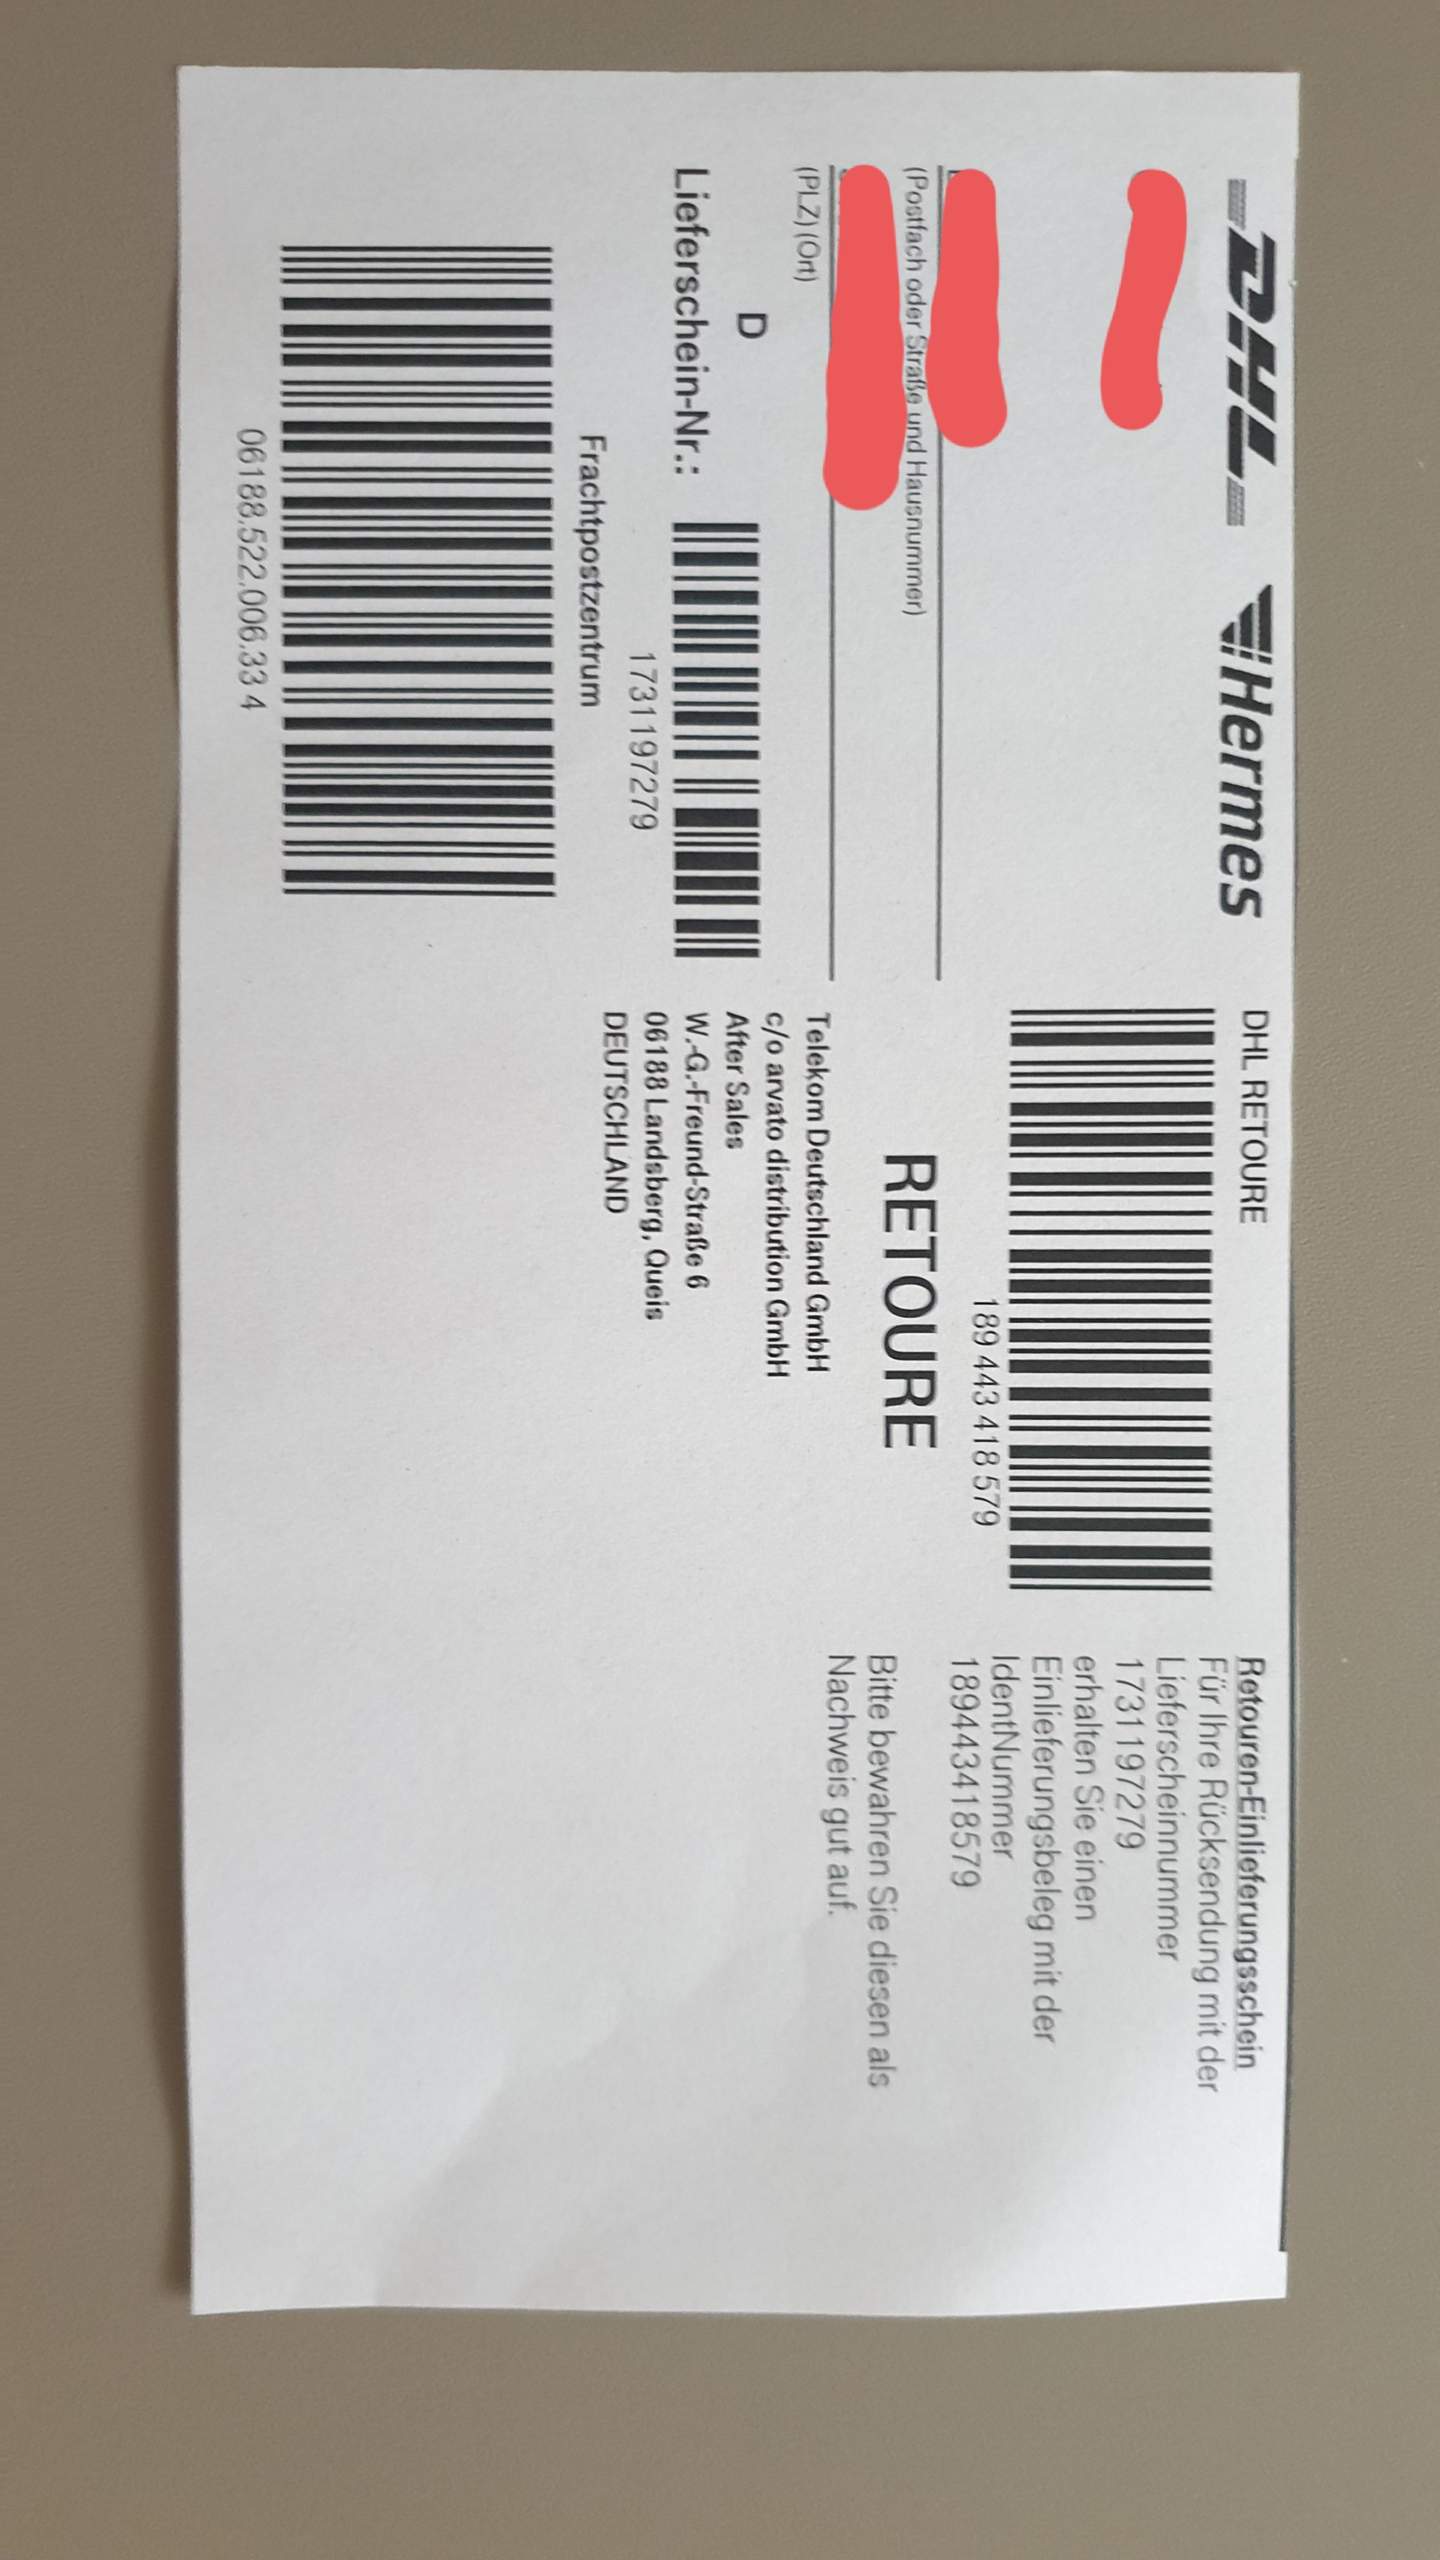 DHL
Hermes
(Postfach oder Straße und Hausnummer)
(PLZ) (Ort)
D
Lieferschein-Nr.:
1731197279
Frachtpostzentrum
06188.522.006.33 4
DHL RETOURE
189 443 418 579
RETOURE
Telekom Deutschland GmbH
c/o arvato distribution GmbH
After Sales
W.-G.-Freund-Straße 6
06188 Landsberg, Queis
DEUTSCHLAND
Retouren-Einlieferungsschein
Für Ihre Rücksendung mit der
Lieferscheinnummer
1731197279
erhalten Sie einen
Einlieferungsbeleg mit der
IdentNummer
189443418579
Bitte bewahren Sie diesen als
Nachweis gut auf.